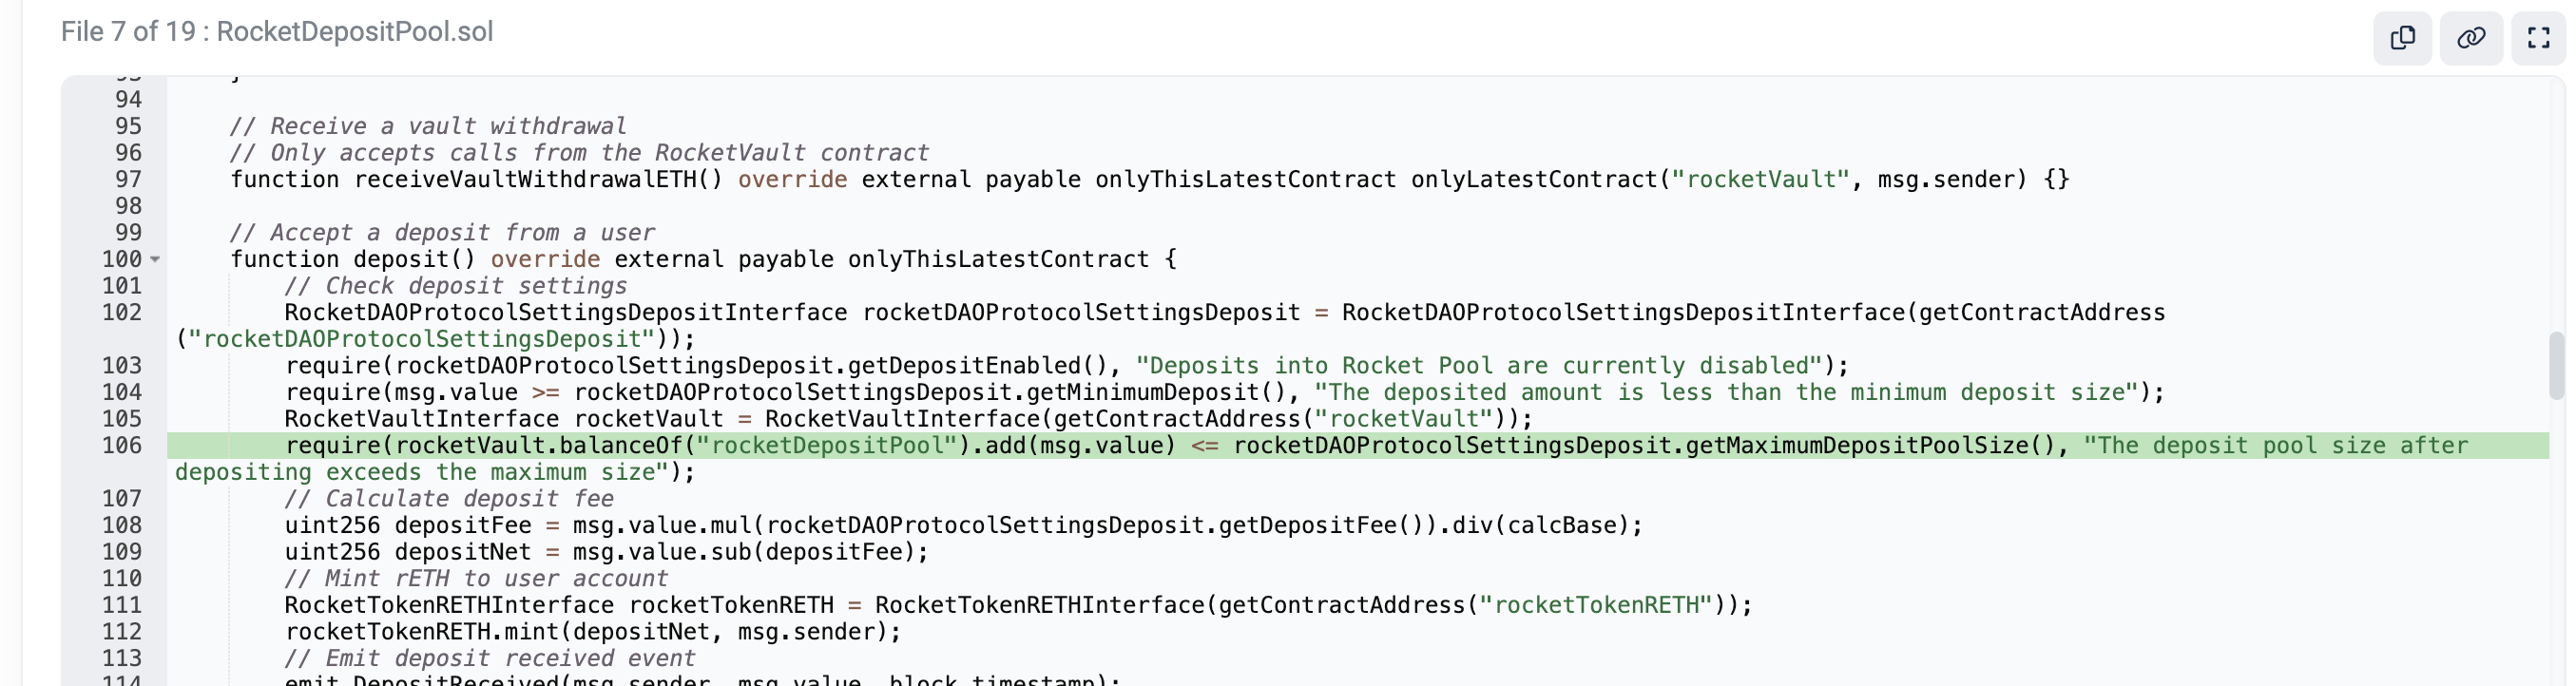 File 7 of 19 : RocketDepositPool.sol
93 }
94
95 // Receive a vault withdrawal
96 // Only accepts calls from the RocketVault contract
97 function receiveVaultWithdrawalETH() override external payable onlyThisLatestContract onlyLatestContract("rocketVault", msg.sender) {}
98
99 // Accept a deposit from a user
100 function deposit() override external payable onlyThisLatestContract {
101 // Check deposit settings
102 RocketDAOProtocolSettingsDepositInterface rocketDAOProtocolSettingsDeposit = RocketDAOProtocolSettingsDepositInterface(getContractAddress
("rocketDAOProtocolSettingsDeposit"));
103 require(rocketDAOProtocolSettingsDeposit.getDepositEnabled(), "Deposits into Rocket Pool are currently disabled");
104 require(msg.value >= rocketDAOProtocolSettingsDeposit.getMinimumDeposit(), "The deposited amount is less than the minimum deposit size");
105 RocketVaultInterface rocketVault = RocketVaultInterface(getContractAddress("rocketVault"));
106 require(rocketVault.balanceOf("rocketDepositPool").add(msg.value) <= rocketDAOProtocolSettingsDeposit.getMaximumDepositPoolSize(), "The deposit pool size after
depositing exceeds the maximum size");
107 // Calculate deposit fee
108 uint256 depositFee = msg.value.mul(rocketDAOProtocolSettingsDeposit.getDepositFee()).div(calcBase);
109 uint256 depositNet = msg.value.sub(depositFee);
110 // Mint rETH to user account
111 RocketTokenRETHInterface rocketTokenRETH = RocketTokenRETHInterface(getContractAddress("rocketTokenRETH"));
112 rocketTokenRETH.mint(depositNet, msg.sender);
113 // Emit deposit received event
114 emit DepositReceived(msg.sender, msg.value, block.timestamp);